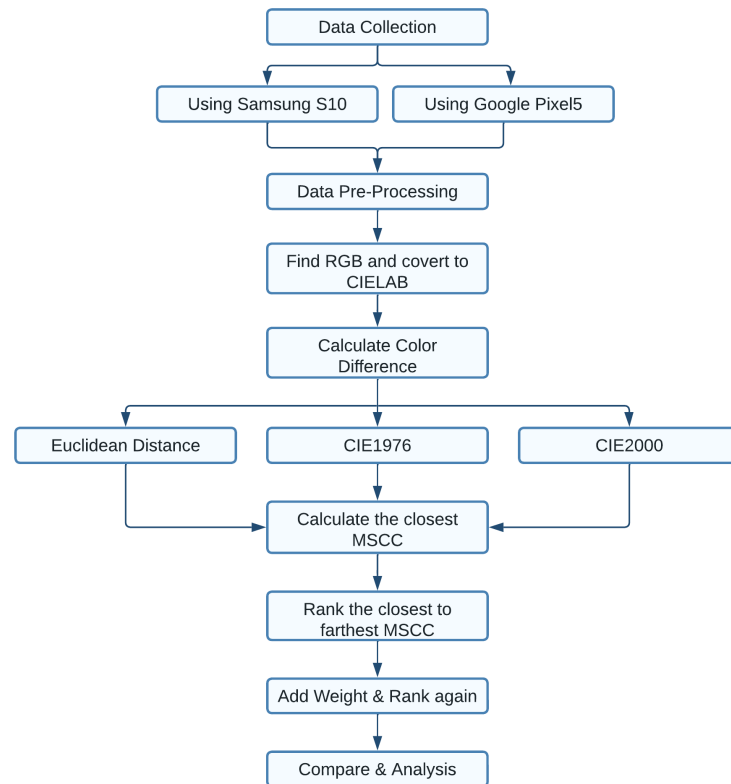 Data Collection
Using Samsung S10
Using Google Pixel5
Data Pre-Processing
Find RGB and covert to
CIELAB
Calculate Color
Difference
Euclidean Distance
CIE1976
CIE2000
Calculate the closest
MSCC
Rank the closest to
farthest MSCC
Add Weight & Rank again
Compare & Analysis